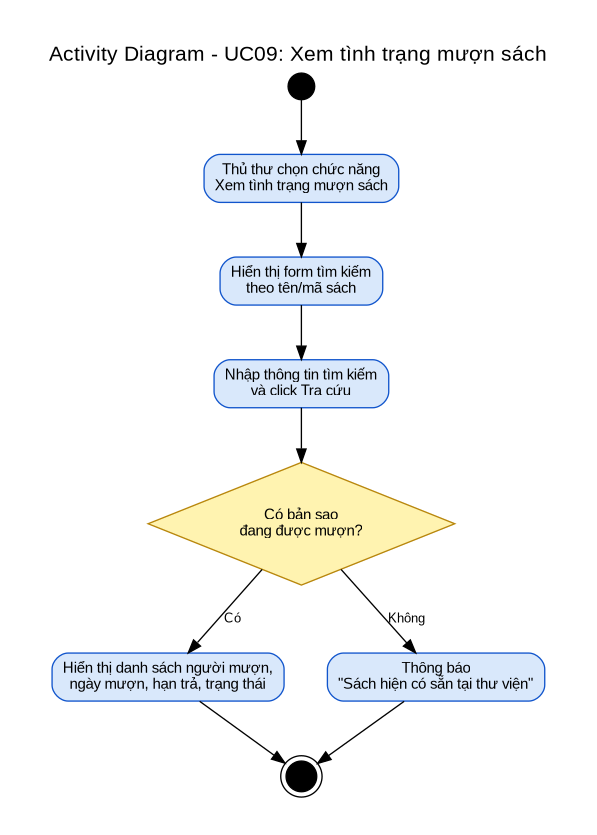 Activity Diagram - UC09: Xem tình trạng mượn sách
Thủ thư chọn chức năng
Xem tình trạng mượn sách
Hiển thị form tìm kiếm
theo tên/mã sách
Nhập thông tin tìm kiếm
và click Tra cứu
Có bản sao
đang được mượn?
Có
Không
Hiển thị danh sách người mượn,
ngày mượn, hạn trả, trạng thái
Thông báo
"Sách hiện có sẵn tại thư viện"